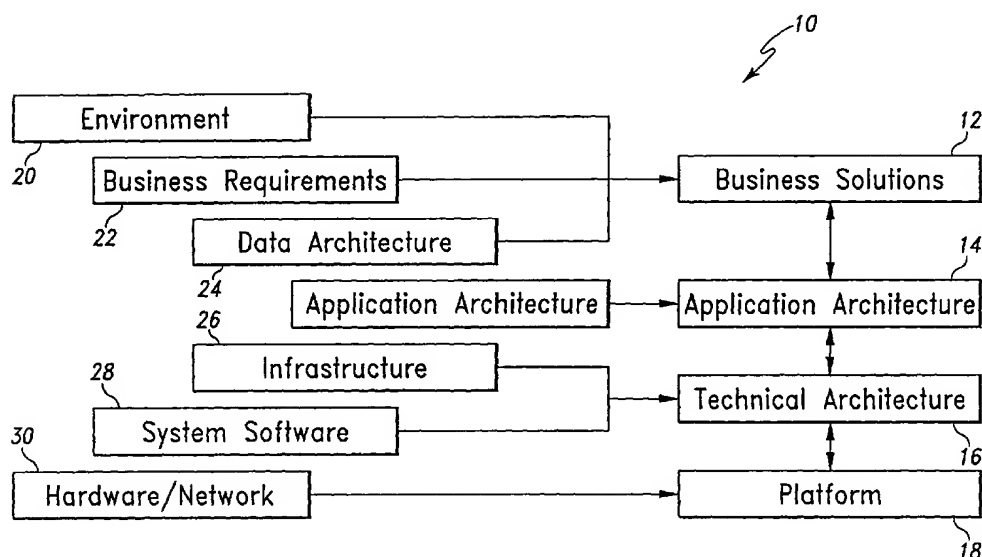 10
Environment
12
20
Business Requirements
Business Solutions
22
Data Architecture
24
14
Application Architecture
Application Architecture
26
Infrastructure
28
Technical Architecture
System Software
30
16
Hardware/Network
Platform
18